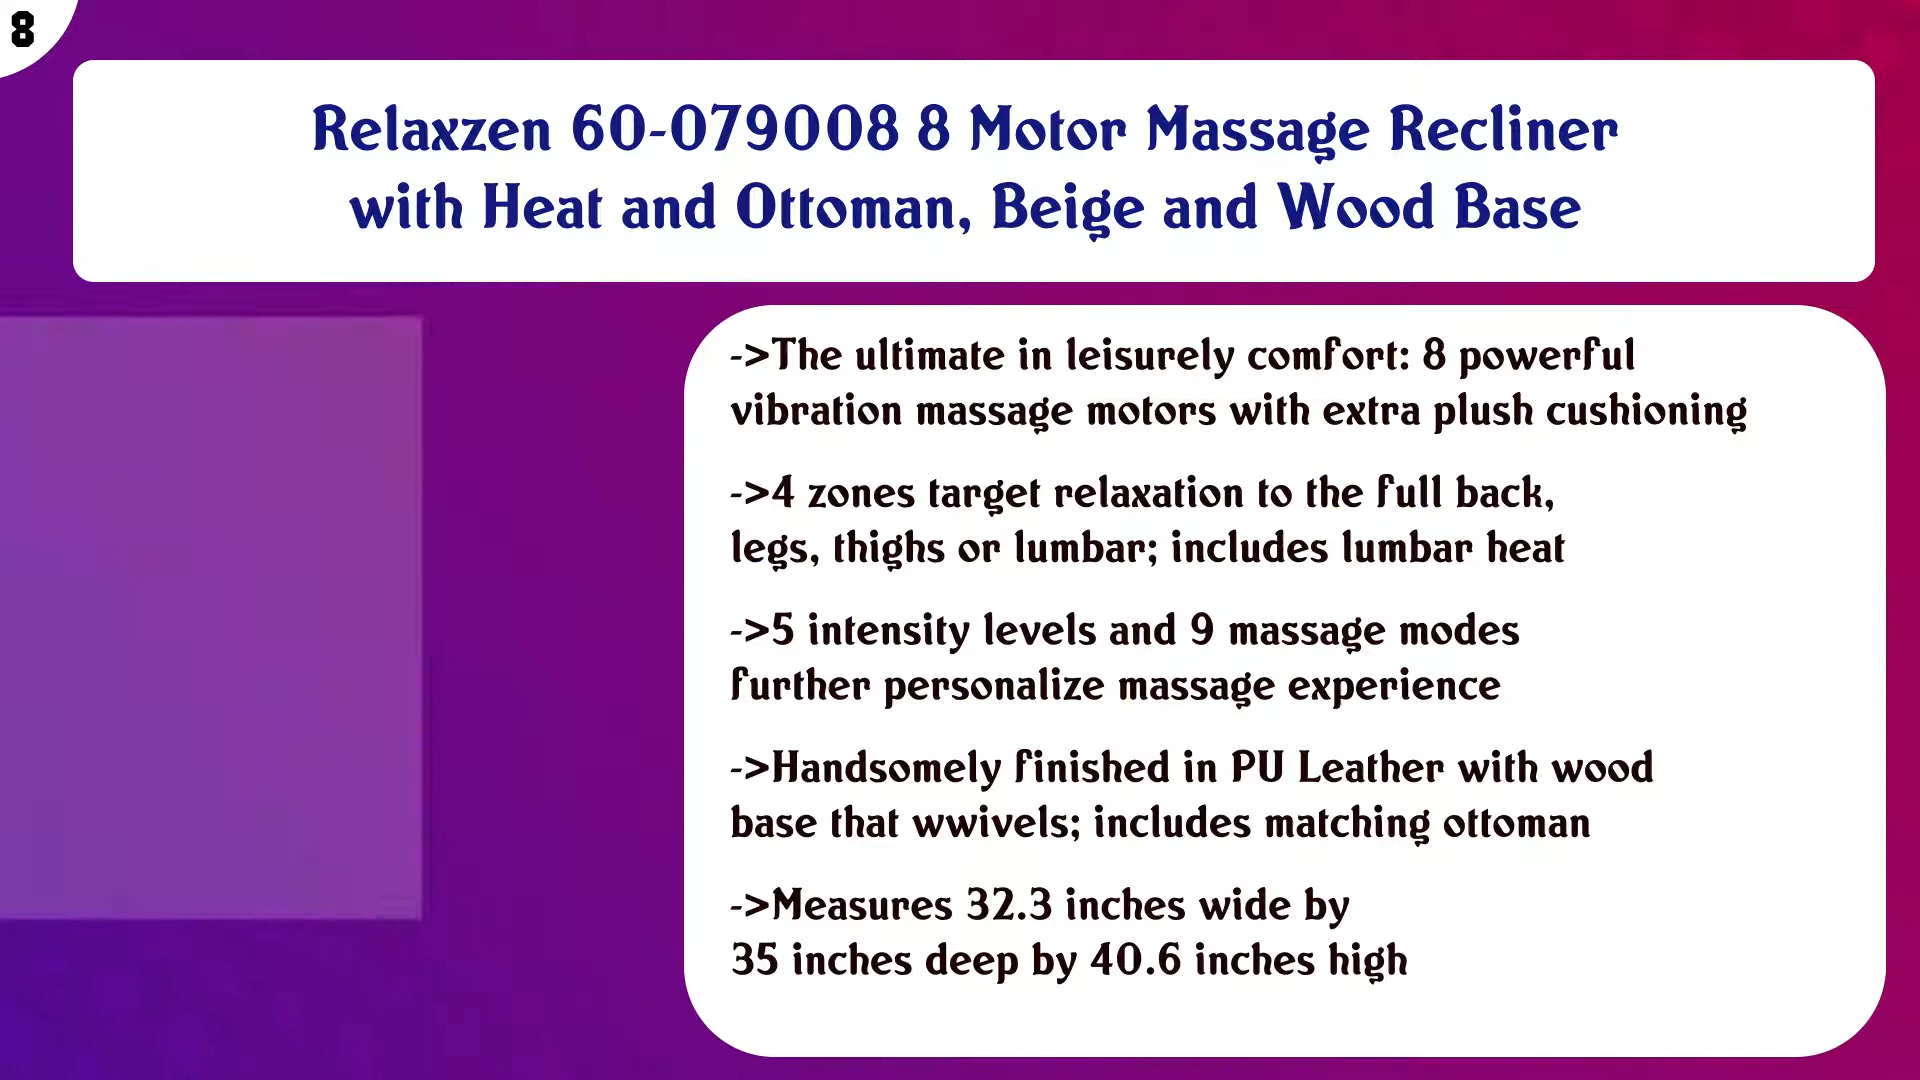 8
Relaxzen 60-079008 8 Motor Massage Recliner
with Heat and Ottoman, Beige and Wood Base
->The ultimate in leisurely comfort: 8 powerful
vibration massage motors with extra plush cushioning
->4 zones target relaxation to the full back,
legs, thighs or lumbar; includes lumbar heat
->5 intensity levels and 9 massage modes
further personalize massage experience
->Handsomely finished in PU Leather with wood
base that wwivels; includes matching ottoman
->Measures 32.3 inches wide by
35 inches deep by 40.6 inches high